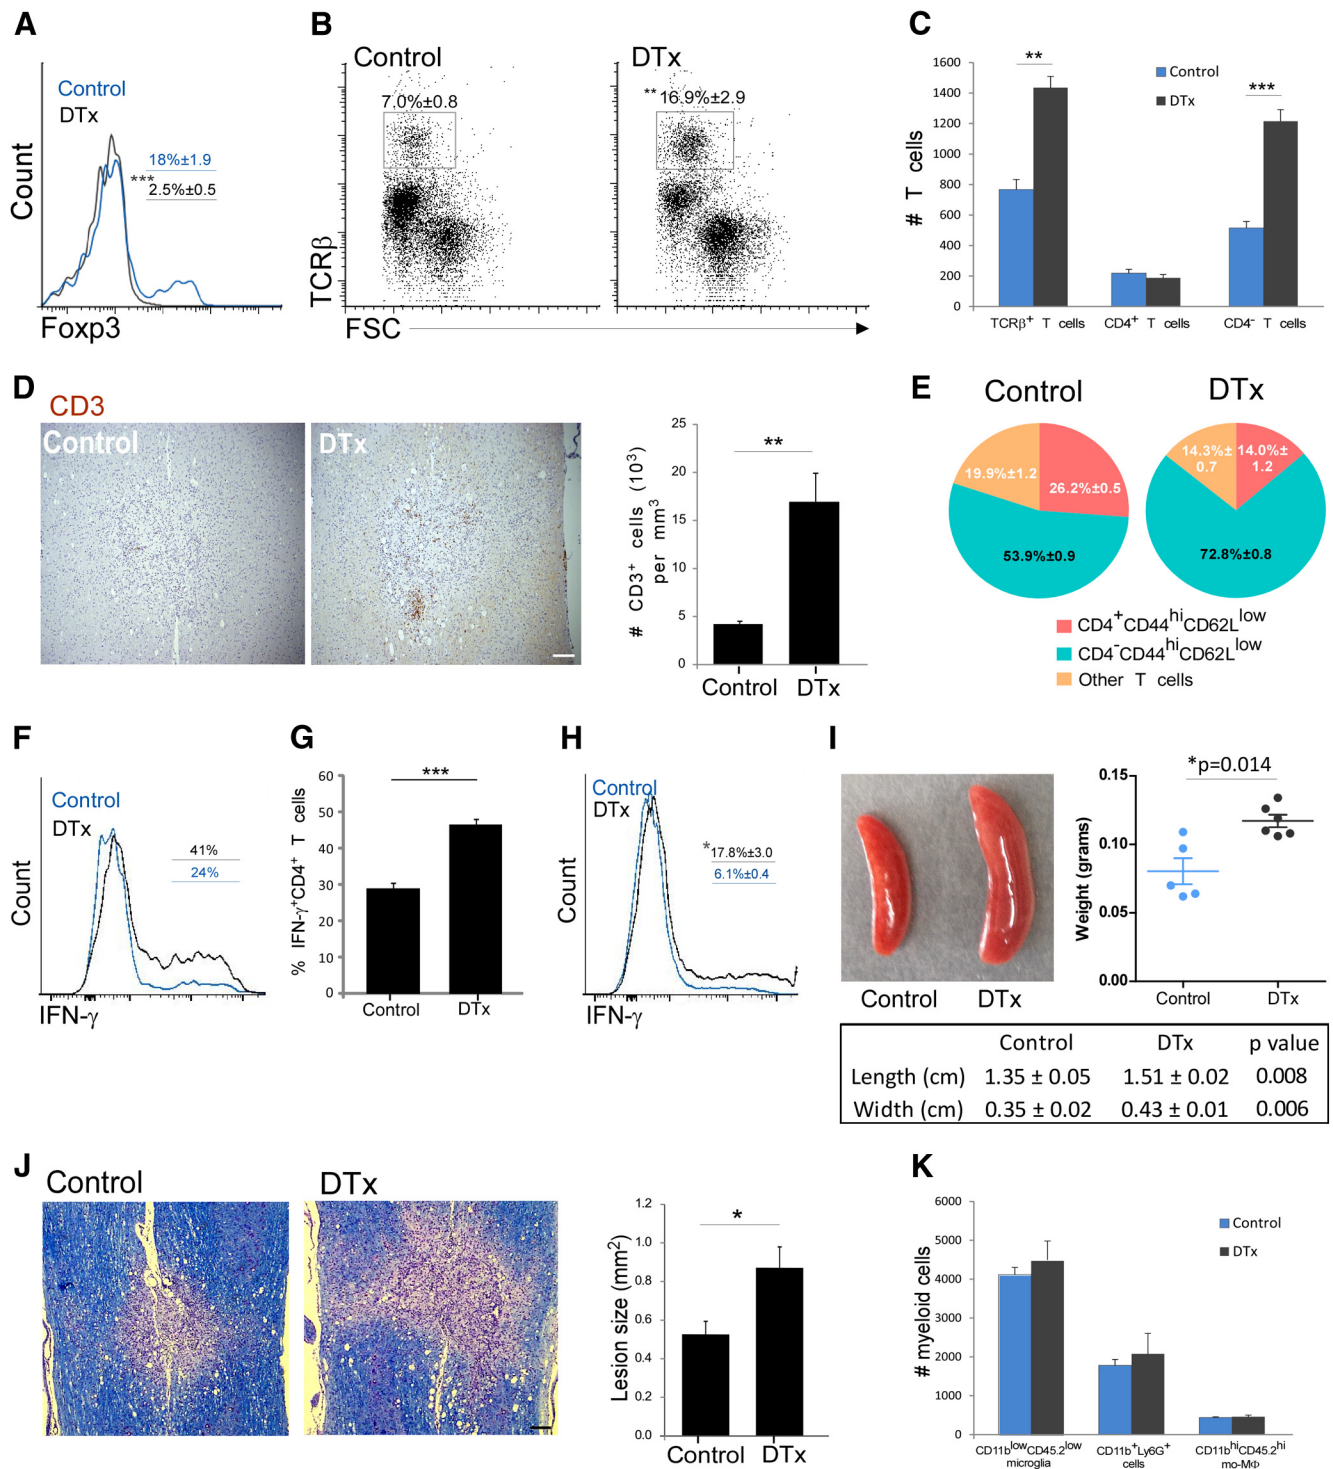 A
Control
DTx
18%±1.9
***
2.5%±0.5
Count
Foxp3
B
Control
DTx
7.0%±0.8
**16.9%±2.9
TCRβ
FSC
C
Control
DTx
**
***
# T cells
1600
1400
1200
1000
800
600
400
200
0
TCRβ+ T cells
CD4+ T cells
CD4- T cells
D
CD3
Control
DTx
# CD3+ cells (103)
per mm3
25
20
15
10
5
0
**
Control
DTx
E
Control
DTx
19.9%±1.2
26.2%±0.5
53.9%±0.9
14.3%±
0.7
14.0%±
1.2
72.8%±0.8
CD4+CD44hiCD62Llow
CD4-CD44hiCD62Llow
Other T cells
F
Control
DTx
41%
24%
Count
IFN-γ
G
% IFN-γ+CD4+ T cells
60
50
40
30
20
10
0
***
Control
DTx
H
Control
DTx
*17.8%±3.0
6.1%±0.4
Count
IFN-γ
I
Control
DTx
*p=0.014
Weight (grams)
0.15
0.10
0.05
0.00
Control
DTx
Control DTx p value
Length (cm) 1.35 ± 0.05 1.51 ± 0.02 0.008
Width (cm) 0.35 ± 0.02 0.43 ± 0.01 0.006
J
Control
DTx
Lesion size (mm2)
1.2
1.0
0.8
0.6
0.4
0.2
0.0
*
Control
DTx
K
# myeloid cells
6000
5000
4000
3000
2000
1000
0
Control
DTx
CD11blowCD45.2low
microglia
CD11b+Ly6G+
cells
CD11bhiCD45.2hi
mo-MΦ